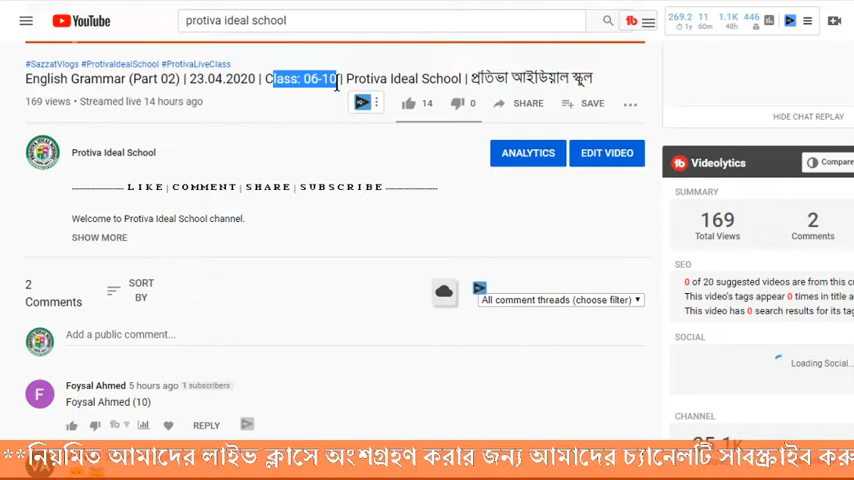 YouTube
protiva ideal school
269.2 11 1.1K 446
1y 60m 48h
#SazzatVlogs #ProtivaIdealSchool #ProtivaLiveClass
English Grammar (Part 02) | 23.04.2020 | Class: 06-10 | Protiva Ideal School | প্রতিভা আইডিয়াল স্কুল
169 views • Streamed live 14 hours ago
14
0
SHARE
SAVE
HIDE CHAT REPLAY
Protiva Ideal School
ANALYTICS
EDIT VIDEO
Videolytics
Compare
L I K E | C O M M E N T | S H A R E | S U B S C R I B E
Welcome to Protiva Ideal School channel.
SHOW MORE
SUMMARY
169
2
Total Views
Comments
SEO
0 of 20 suggested videos are from this
This video's tags appear 0 times in title
This video has 0 search results for its
SOCIAL
Loading Social...
CHANNEL
2
Comments
SORT
BY
All comment threads (choose filter)
Add a public comment...
F
Foysal Ahmed 5 hours ago 1 subscribers
Foysal Ahmed (10)
REPLY
**নিয়মিত আমাদের লাইভ ক্লাসে অংশগ্রহণ করার জন্য আমাদের চ্যানেলটি সাবস্ক্রাইব